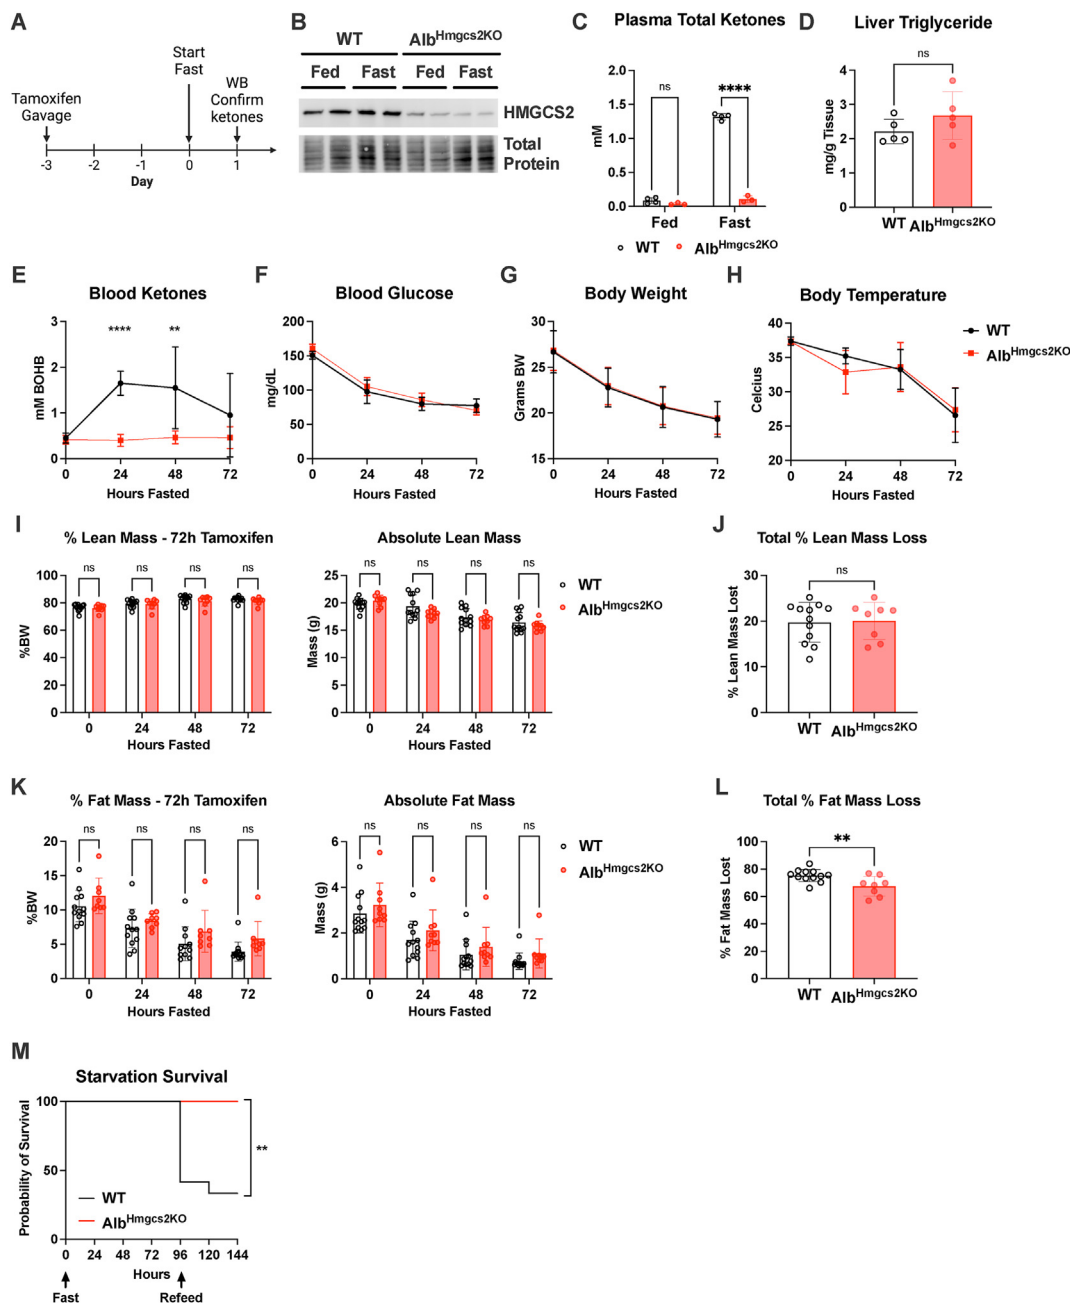 A
Tamoxifen
Gavage
Start
Fast
WB
Confirm
ketones
-3 -2 -1 0 1
Day
B
WT AlbHmgcs2KO
Fed Fast Fed Fast
HMGCS2
Total
Protein
C
Plasma Total Ketones
mM
2.0
1.5
1.0
0.5
0.0
ns ****
Fed Fast
WT AlbHmgcs2KO
D
Liver Triglyceride
mg/g Tissue
4
3
2
1
0
ns
WT AlbHmgcs2KO
E
Blood Ketones
mM BOHB
3
2
1
0
**** **
0 24 48 72
Hours Fasted
F
Blood Glucose
mg/dL
200
150
100
50
0
0 24 48 72
Hours Fasted
G
Body Weight
Grams BW
30
25
20
15
0 24 48 72
Hours Fasted
H
Body Temperature
Celcius
40
35
30
25
20
0 24 48 72
Hours Fasted
WT
AlbHmgcs2KO
I
% Lean Mass - 72h Tamoxifen
%BW
100
80
60
40
20
0
ns ns ns ns
0 24 48 72
Hours Fasted
Absolute Lean Mass
Mass (g)
25
20
15
10
5
0
ns ns ns ns
0 24 48 72
Hours Fasted
WT
AlbHmgcs2KO
J
Total % Lean Mass Loss
% Lean Mass Lost
30
20
10
0
ns
WT AlbHmgcs2KO
K
% Fat Mass - 72h Tamoxifen
%BW
20
15
10
5
0
ns ns ns ns
0 24 48 72
Hours Fasted
Absolute Fat Mass
Mass (g)
6
4
2
0
ns ns ns ns
0 24 48 72
Hours Fasted
WT
AlbHmgcs2KO
L
Total % Fat Mass Loss
% Fat Mass Lost
100
80
60
40
20
0
**
WT AlbHmgcs2KO
M
Starvation Survival
Probability of Survival
100
50
0
**
WT
AlbHmgcs2KO
0 24 48 72 96 120 144
Hours
Fast Refeed